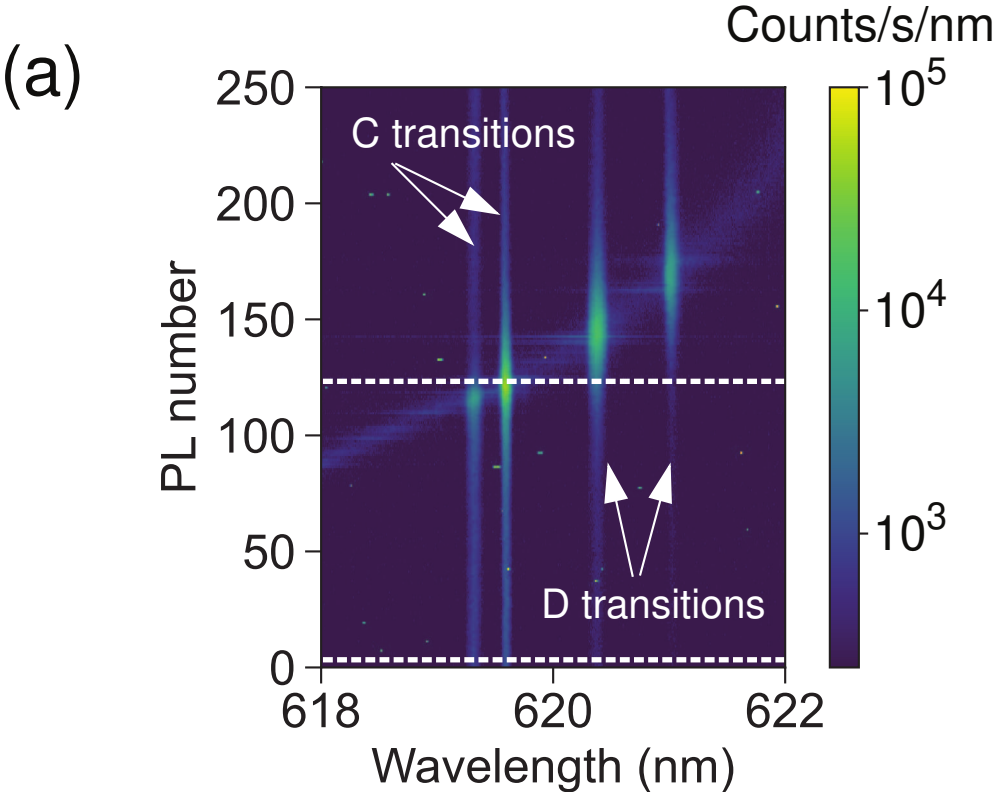 Counts/s/nm
(a)
250
10^5
C transitions
200
150
10^4
PL number
100
10^3
50
D transitions
0
618 620 622
Wavelength (nm)